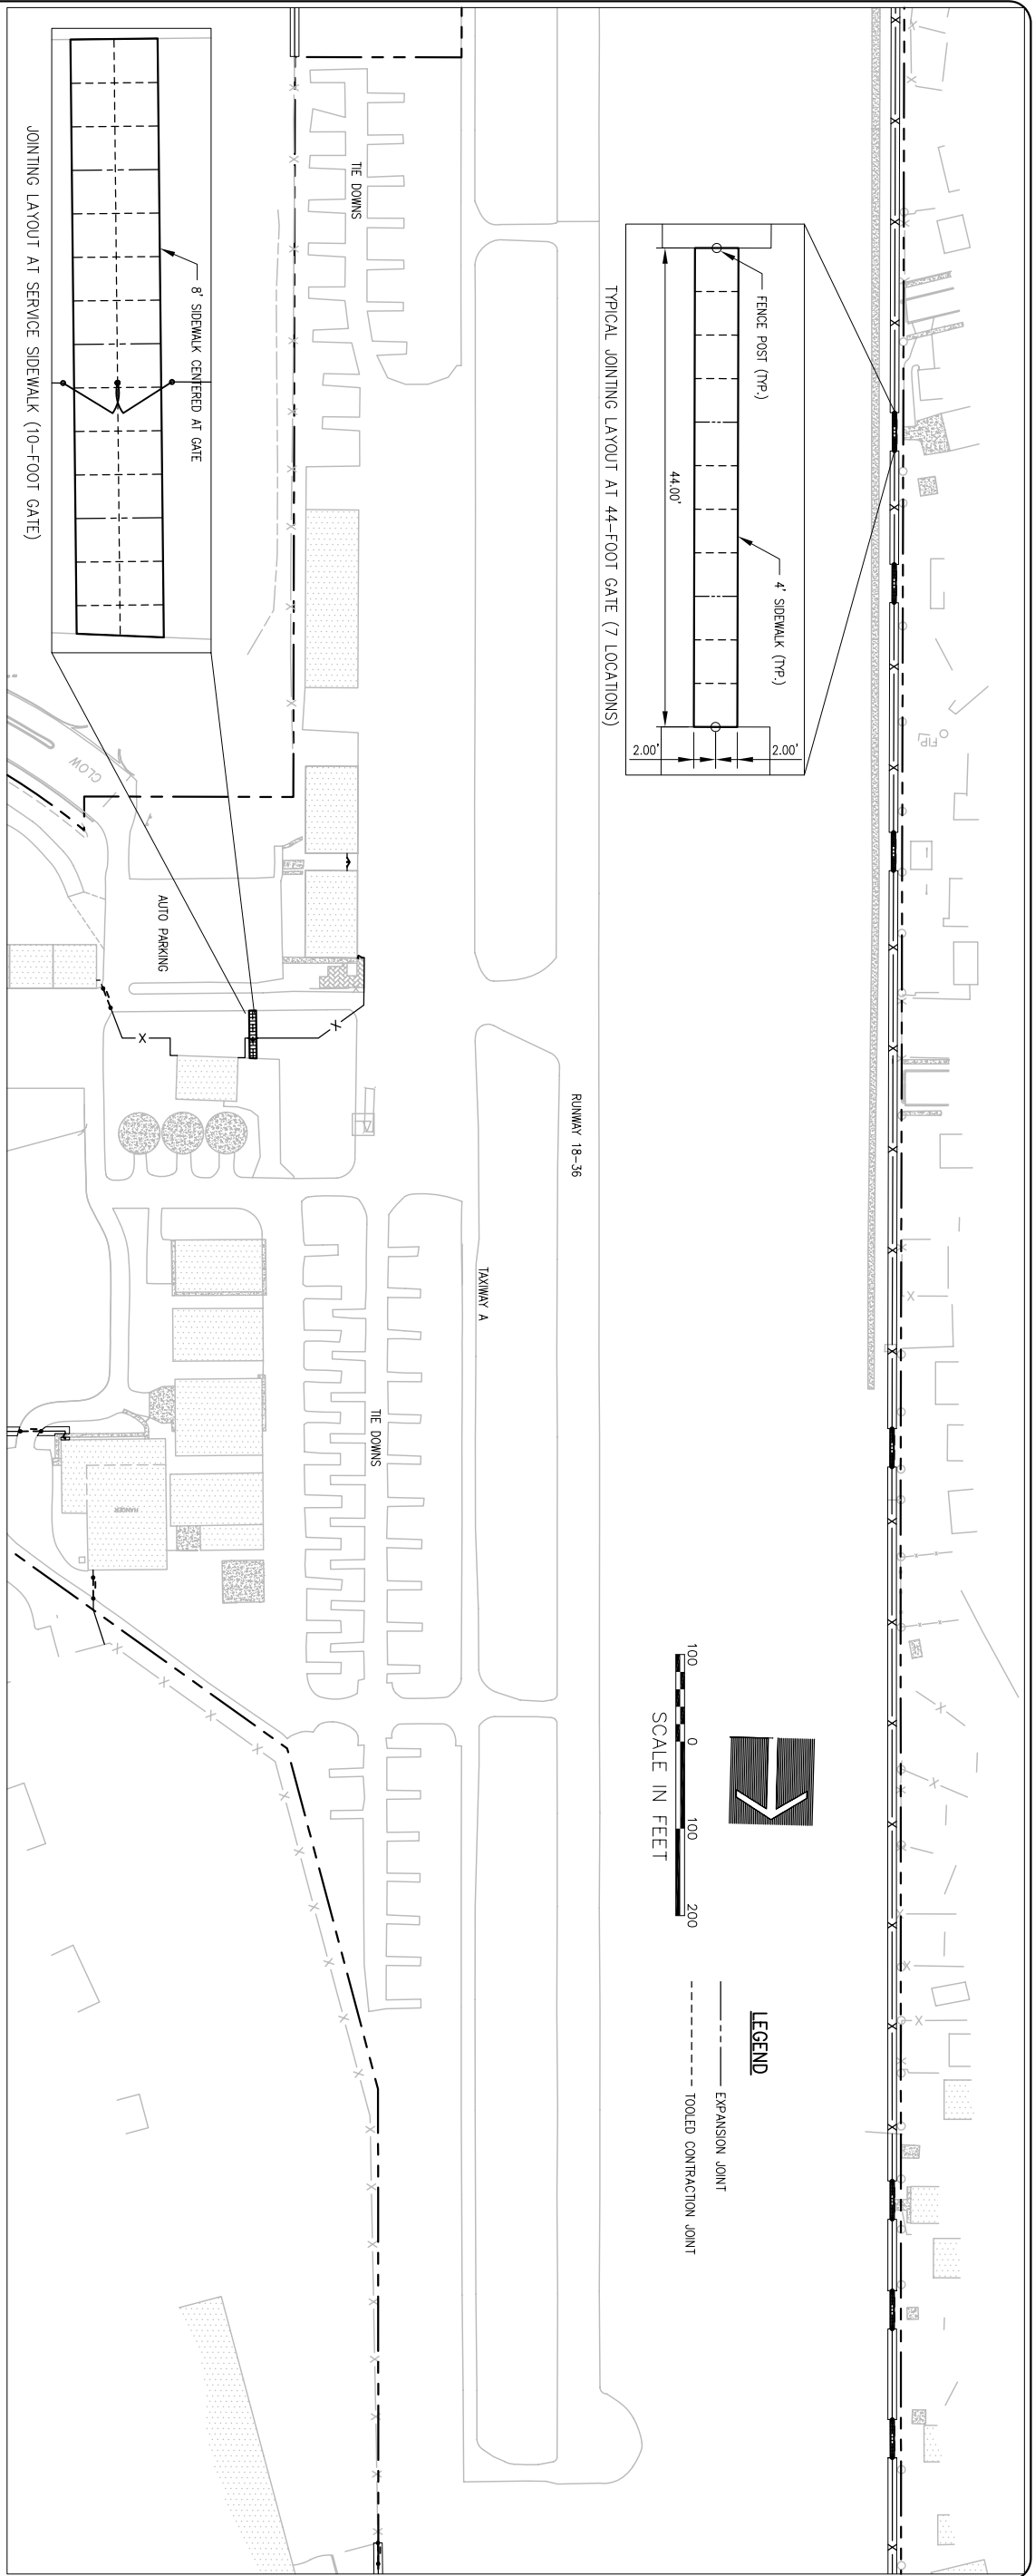 FIP
FENCE POST (TYP.)
4' SIDEWALK (TYP.)
44.00'
2.00'
2.00'
TYPICAL JOINTING LAYOUT AT 44-FOOT GATE (7 LOCATIONS)
LEGEND
EXPANSION JOINT
TOOLED CONTRACTION JOINT
100
0
100
200
SCALE IN FEET
RUNWAY 18-36
TAXIWAY A
TIE DOWNS
TIE DOWNS
AUTO PARKING
CLOW
HANGER
8' SIDEWALK CENTERED AT GATE
JOINTING LAYOUT AT SERVICE SIDEWALK (10-FOOT GATE)